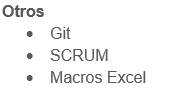 Otros
• Git
• SCRUM
• Macros Excel